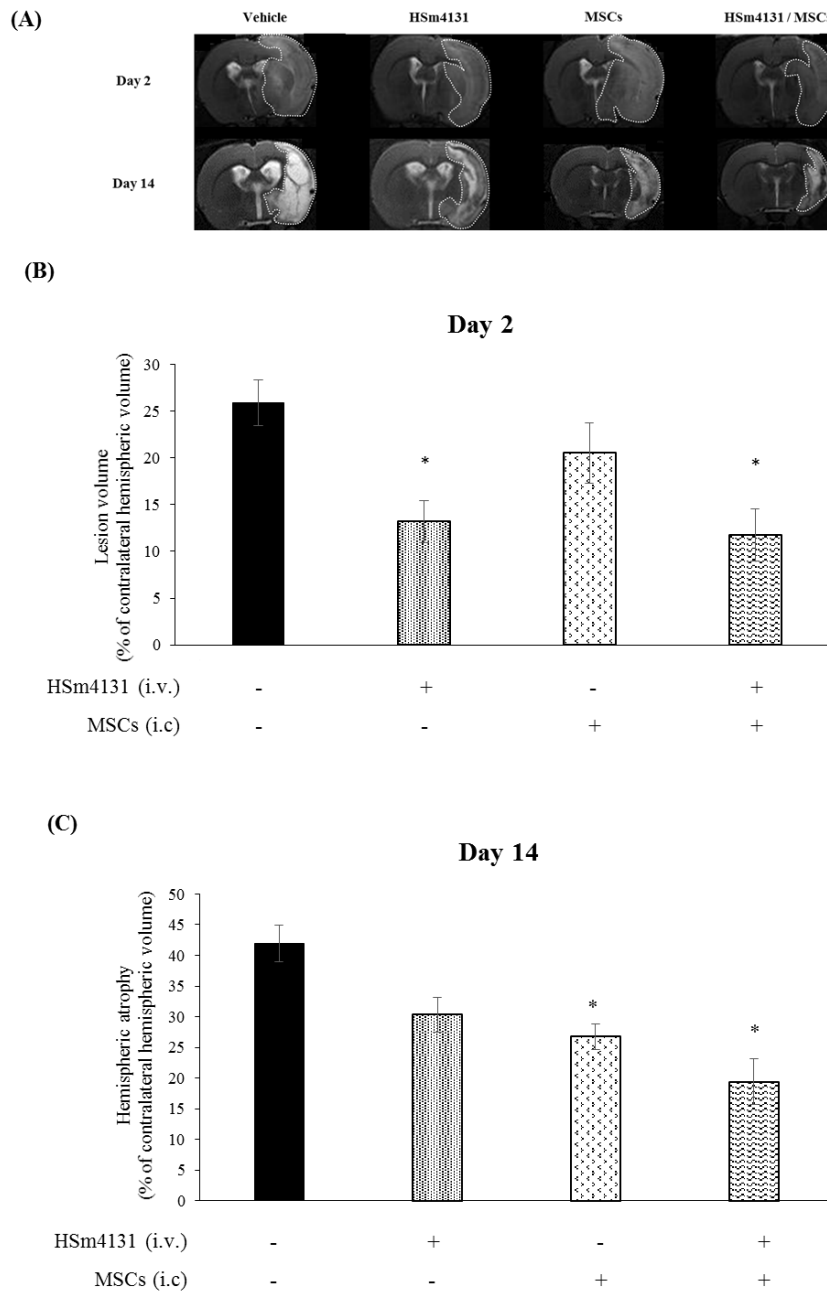 (A)
Vehicle HSm4131 MSCs HSm4131 / MSCs
Day 2
Day 14
(B)
Day 2
Lesion volume
(% of contralateral hemispheric volume)
30
25
20
15
10
5
0
* *
HSm4131 (i.v.) - + - +
MSCs (i.c) - - + +
(C)
Day 14
Hemispheric atrophy
(% of contralateral hemispheric volume)
50
45
40
35
30
25
20
15
10
5
0
* *
HSm4131 (i.v.) - + - +
MSCs (i.c) - - + +